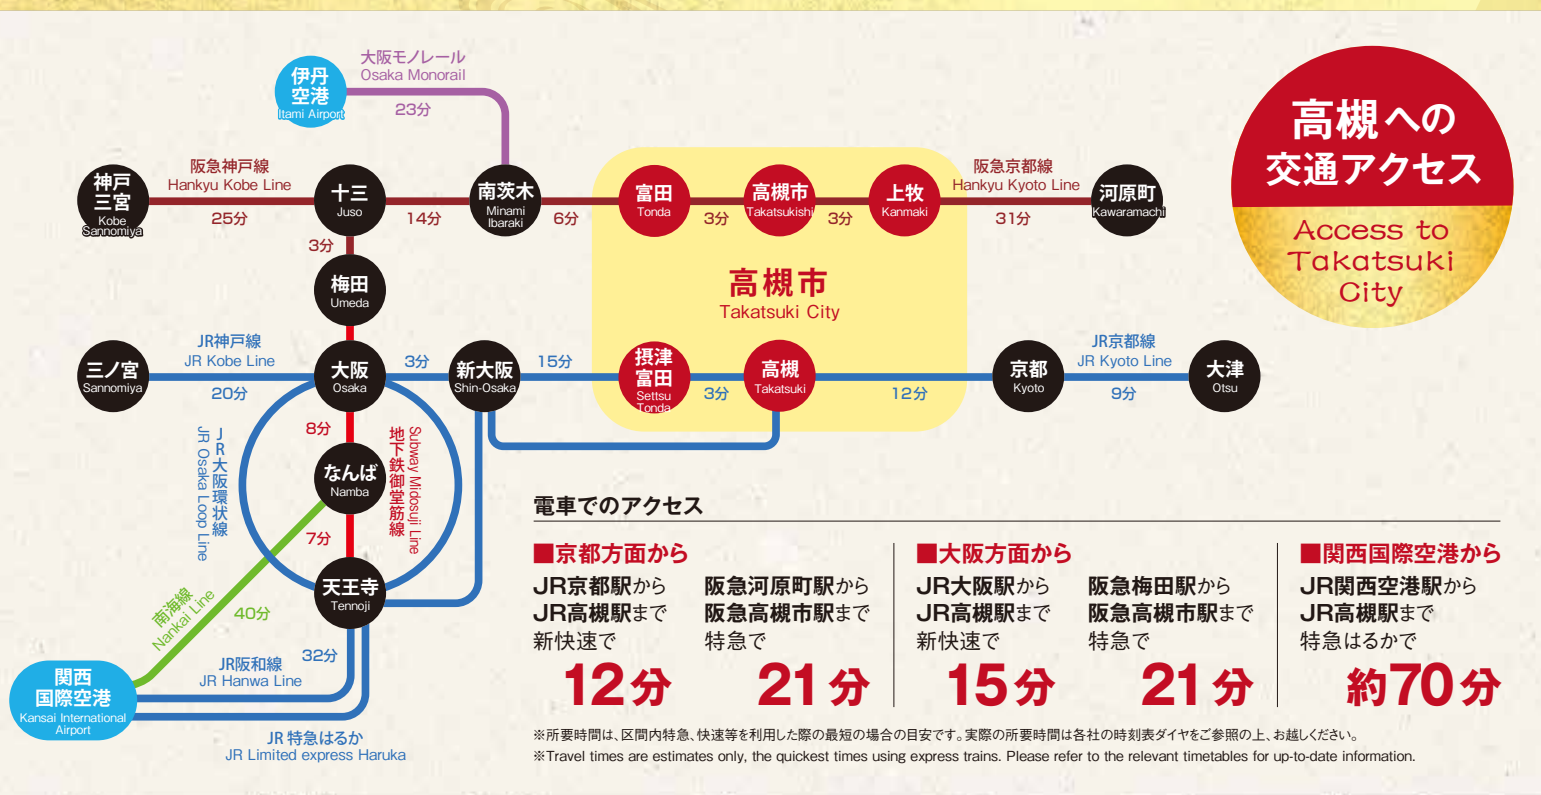 大阪モノレール
Osaka Monorail
23分
伊丹
空港
Itami Airport
高槻への
交通アクセス
Access to
Takatsuki
City
神戸
三宮
Kobe
Sannomiya
阪急神戸線
Hankyu Kobe Line
25分
十三
Juso
14分
南茨木
Minami
Ibaraki
6分
富田
Tonda
3分
高槻市
Takatsukishi
3分
上牧
Kanmaki
阪急京都線
Hankyu Kyoto Line
31分
河原町
Kawaramachi
3分
梅田
Umeda
高槻市
Takatsuki City
三ノ宮
Sannomiya
JR神戸線
JR Kobe Line
20分
大阪
Osaka
3分
新大阪
Shin-Osaka
15分
摂津
富田
Settsu
Tonda
3分
高槻
Takatsuki
12分
京都
Kyoto
JR京都線
JR Kyoto Line
9分
大津
Otsu
JR大阪環状線
JR Osaka Loop Line
8分
地下鉄御堂筋線
Subway Midosuji Line
なんば
Namba
7分
天王寺
Tennoji
南海線
Nankai Line
40分
JR阪和線
JR Hanwa Line
32分
関西
国際空港
Kansai International
Airport
JR 特急はるか
JR Limited express Haruka
電車でのアクセス
■京都方面から
JR京都駅から
JR高槻駅まで
新快速で
12分
阪急河原町駅から
阪急高槻市駅まで
特急で
21分
■大阪方面から
JR大阪駅から
JR高槻駅まで
新快速で
15分
阪急梅田駅から
阪急高槻市駅まで
特急で
21分
■関西国際空港から
JR関西空港駅から
JR高槻駅まで
特急はるかで
約70分
※所要時間は、区間内特急、快速等を利用した際の最短の場合の目安です。実際の所要時間は各社の時刻表ダイヤをご参照の上、お越しください。
※Travel times are estimates only, the quickest times using express trains. Please refer to the relevant timetables for up-to-date information.